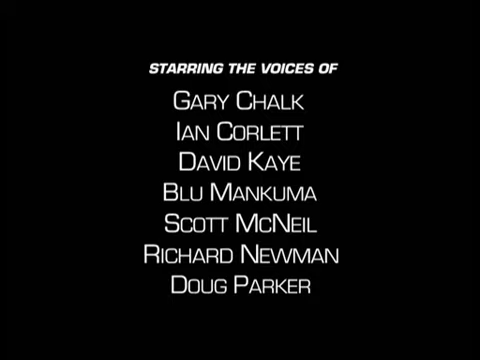 STARRING THE VOICES OF
GARY CHALK
IAN CORLETT
DAVID KAYE
BLU MANKUMA
SCOTT MCNEIL
RICHARD NEWMAN
DOUG PARKER